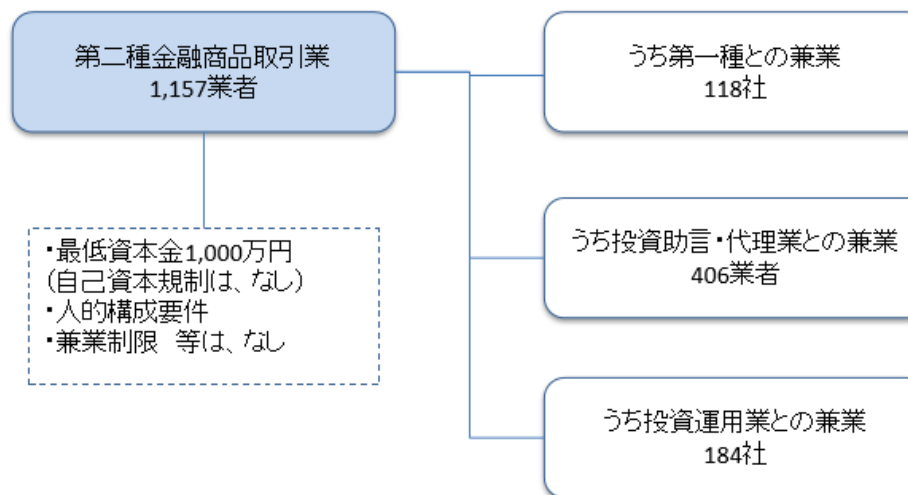 第二種金融商品取引業
1,157業者
うち第一種との兼業
118社
・最低資本金1,000万円
(自己資本規制は、なし)
・人的構成要件
・兼業制限　等は、なし
うち投資助言・代理業との兼業
406業者
うち投資運用業との兼業
184社